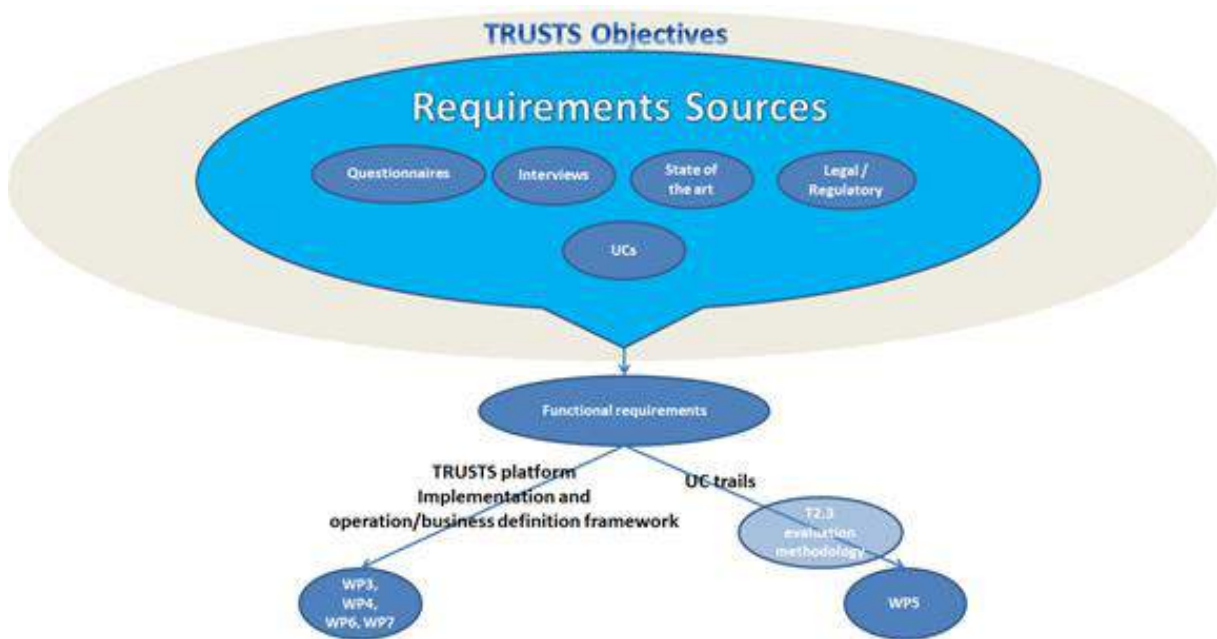 TRUSTS Objectives
Requirements Sources
Questionnaires
Interviews
State of
the art
Legal /
Regulatory
UCs
Functional requirements
TRUSTS platform
Implementation and
operation/business definition framework
UC trails
T2.3
evaluation
methodology
WP3,
WP4,
WP6, WP7
WP5